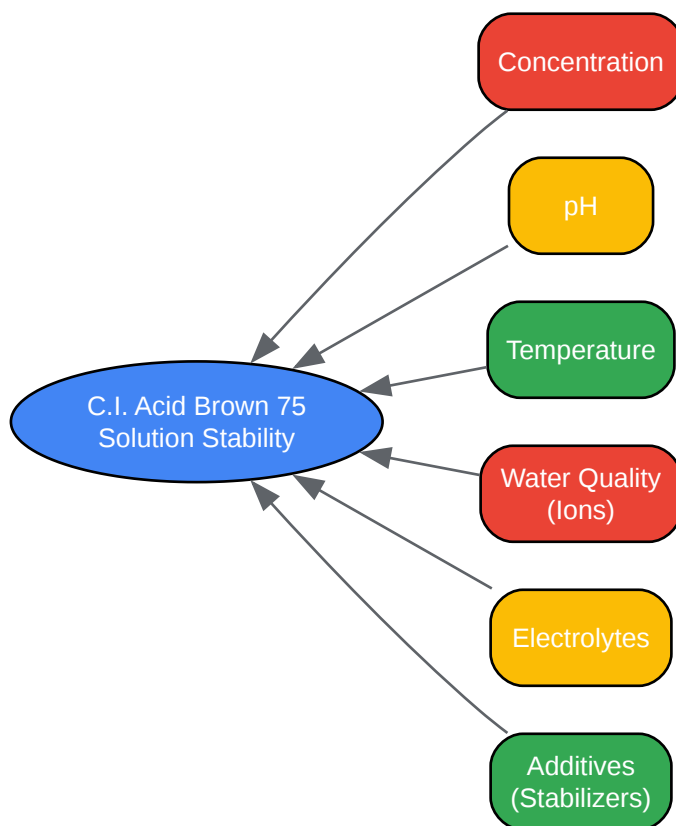 Concentration
pH
Temperature
C.I. Acid Brown 75
Solution Stability
Water Quality
(Ions)
Electrolytes
Additives
(Stabilizers)